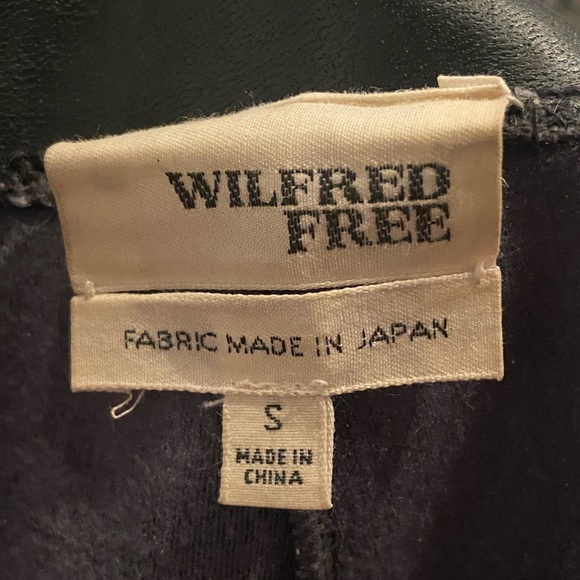 WILFRED
FREE
FABRIC MADE IN JAPAN
S
MADE IN
CHINA